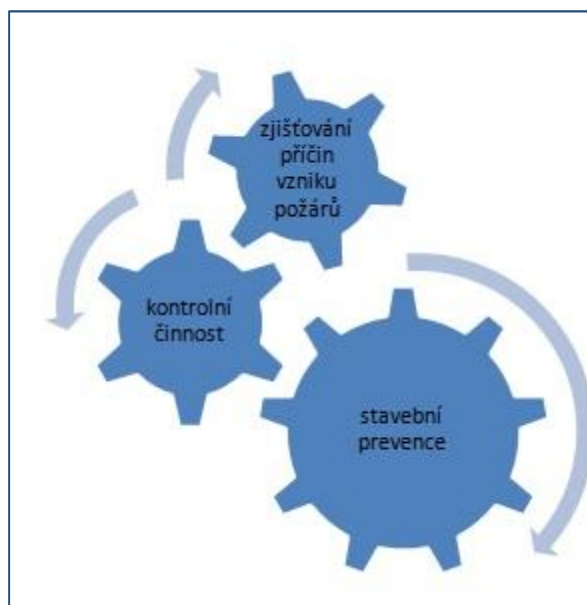 zjišťování
příčin
vzniku
požárů
kontrolní
činnost
stavební
prevence